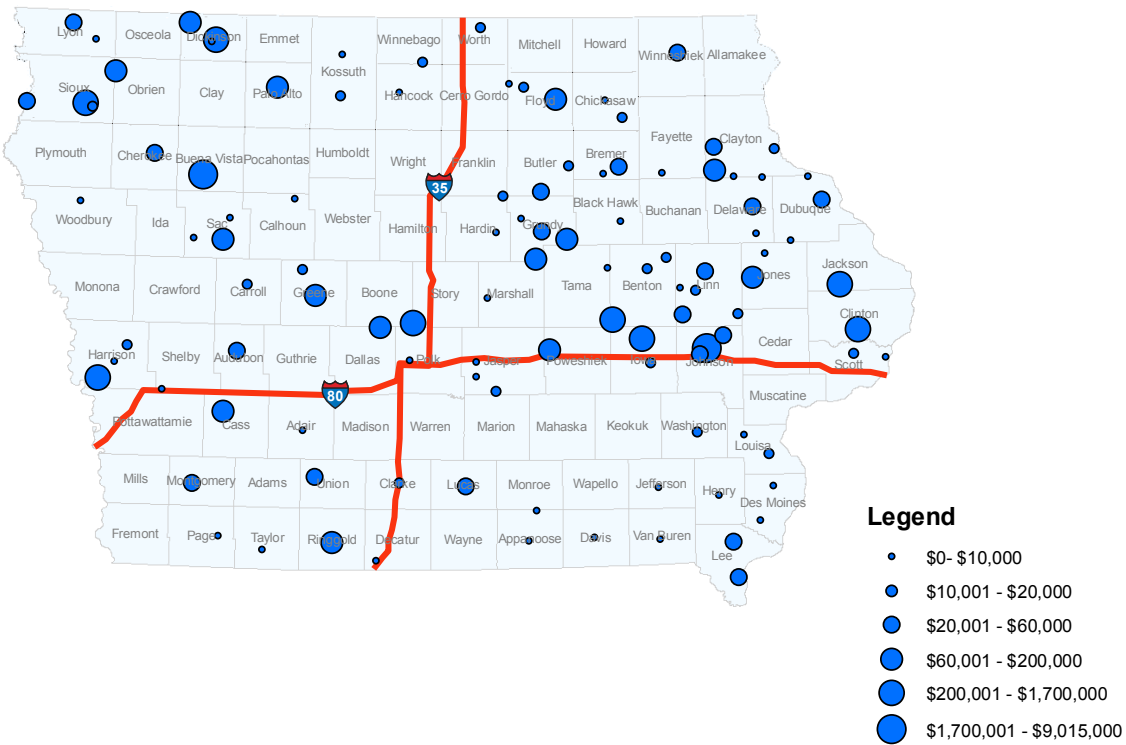 Lyon Osceola Dickinson Emmet Winnebago Worth Mitchell Howard Winneshiek Allamakee
Kossuth
Sioux Obrien Clay Palo Alto Hancock Cerro Gordo Floyd Chickasaw
Plymouth Cherokee Buena Vista Pocahontas Humboldt Wright Franklin Butler Bremer Fayette Clayton
35
Woodbury Ida Sac Calhoun Webster Hamilton Hardin Grundy Black Hawk Buchanan Delaware Dubuque
Monona Crawford Carroll Greene Boone Story Marshall Tama Benton Linn Jones Jackson
Clinton
Harrison Shelby Audubon Guthrie Dallas Polk Jasper Poweshiek Iowa Johnson Cedar Scott
80
Muscatine
Pottawattamie Cass Adair Madison Warren Marion Mahaska Keokuk Washington
Louisa
Mills Montgomery Adams Union Clarke Lucas Monroe Wapello Jefferson Henry Des Moines
Fremont Page Taylor Ringgold Decatur Wayne Appanoose Davis Van Buren Lee
Legend
$0- $10,000
$10,001 - $20,000
$20,001 - $60,000
$60,001 - $200,000
$200,001 - $1,700,000
$1,700,001 - $9,015,000